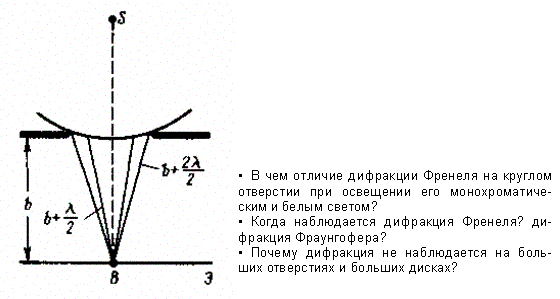 S
b + λ/2
b + 2λ/2
b
B
Э
• В чем отличие дифракции Френеля на круглом
отверстии при освещении его монохроматиче-
ским и белым светом?
• Когда наблюдается дифракция Френеля? ди-
фракция Фраунгофера?
• Почему дифракция не наблюдается на боль-
ших отверстиях и больших дисках?